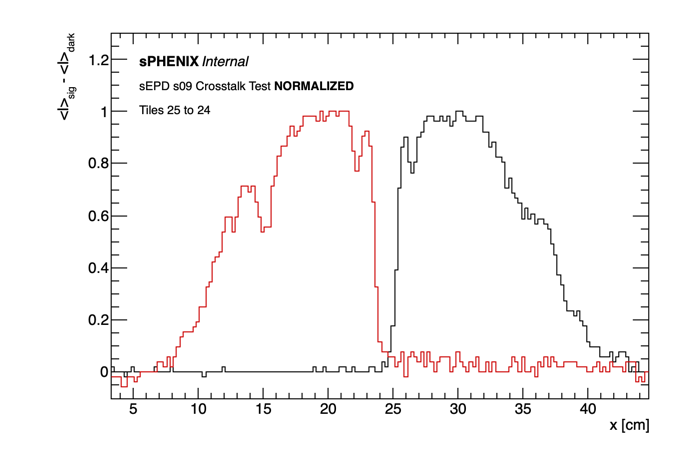 <I>sig - <I>dark
sPHENIX Internal
sEPD s09 Crosstalk Test NORMALIZED
Tiles 25 to 24
1.2
1
0.8
0.6
0.4
0.2
0
5 10 15 20 25 30 35 40
x [cm]